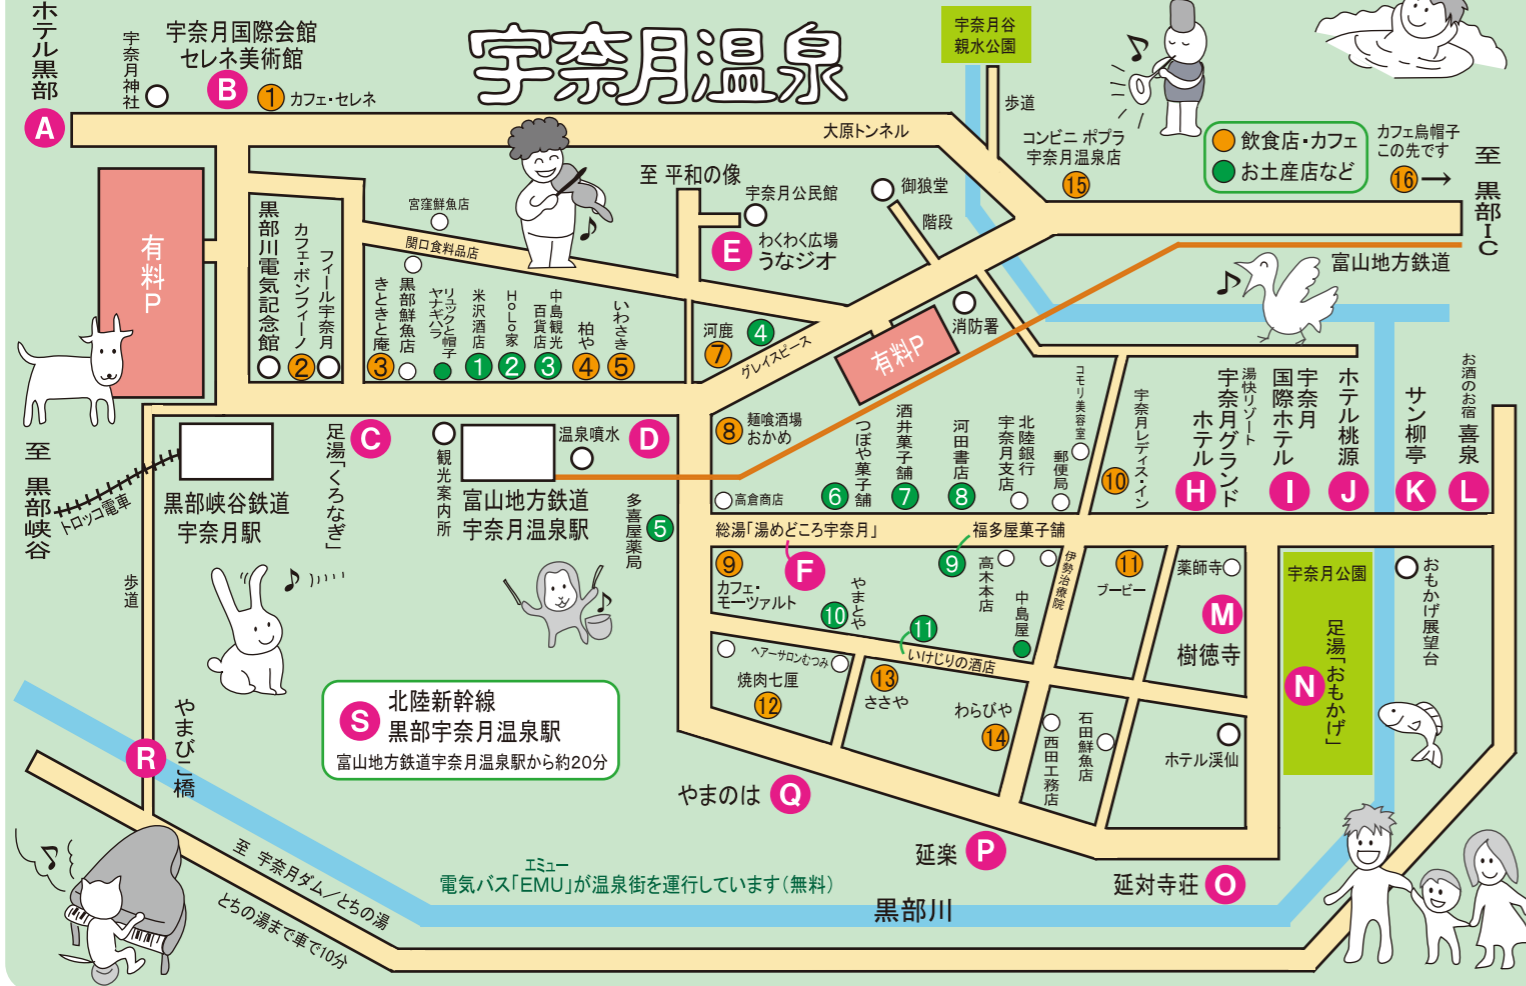 宇奈月温泉
ホテル黒部
A
宇奈月神社
宇奈月国際会館
セレネ美術館
B
1 カフェ・セレネ
大原トンネル
宇奈月谷
親水公園
歩道
コンビニ ポプラ
宇奈月温泉店
15
飲食店・カフェ
お土産店など
カフェ烏帽子
この先です
16 →
至 黒部IC
有料P
黒部川電気記念館
カフェ・ボンフィーノ
2
フィール宇奈月
宮窪鮮魚店
関口食料品店
きときと庵
3
黒部鮮魚店
リュックと帽子
ヤナギハラ
米沢酒店
1
HoLo家
2
中島観光
百貨店
3
柏や
4
いわさき
5
至 平和の像
宇奈月公民館
E
わくわく広場
うなジオ
御狼堂
階段
河鹿
7
4
グレイスピース
有料P
消防署
富山地方鉄道
至 黒部峡谷
トロッコ電車
黒部峡谷鉄道
宇奈月駅
足湯「くろなぎ」
C
観光案内所
温泉噴水
D
富山地方鉄道
宇奈月温泉駅
多喜屋薬局
5
8
麺喰酒場
おかめ
高倉商店
つぼや菓子舗
6
酒井菓子舗
7
河田書店
8
北陸銀行
宇奈月支店
郵便局
コモリ美容室
宇奈月レディス・イン
10
湯快リゾート
宇奈月グランド
ホテル
H
宇奈月
国際ホテル
I
ホテル桃源
J
サン柳亭
K
お酒のお宿 喜泉
L
総湯「湯めどころ宇奈月」
F
福多屋菓子舗
9
9
カフェ・
モーツァルト
やまとや
10
高木本店
伊勢治療院
中島屋
11
ブービー
薬師寺
M
樹徳寺
宇奈月公園
足湯「おもかげ」
N
おもかげ展望台
11
いけじりの酒店
ヘアーサロンむつみ
焼肉七厘
12
13
ささや
わらびや
14
西田工務店
石田鮮魚店
ホテル渓仙
歩道
やまびこ橋
R
S
北陸新幹線
黒部宇奈月温泉駅
富山地方鉄道宇奈月温泉駅から約20分
やまのは Q
延楽 P
延対寺荘 O
エミュー
電気バス「EMU」が温泉街を運行しています(無料)
黒部川
至 宇奈月ダム/とちの湯
とちの湯まで車で10分